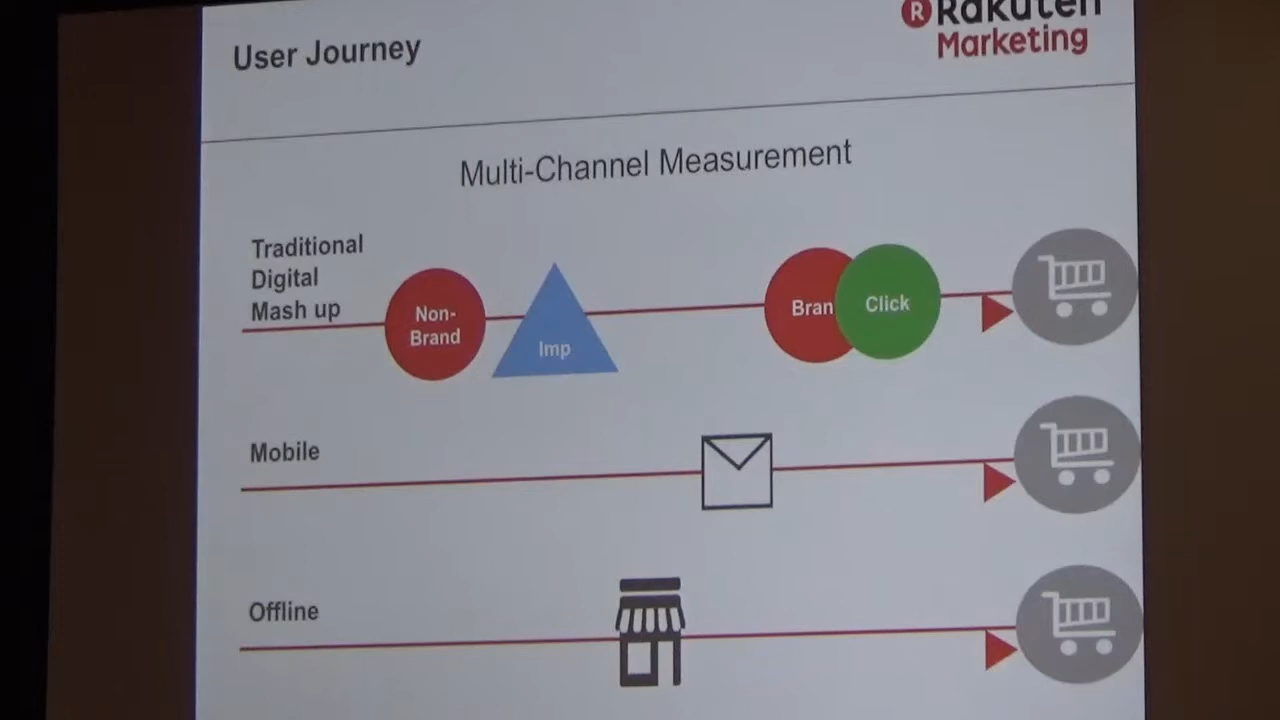 User Journey
Rakuten
Marketing
Multi-Channel Measurement
Traditional
Digital
Mash up
Non-
Brand
Imp
Bran
Click
Mobile
Offline